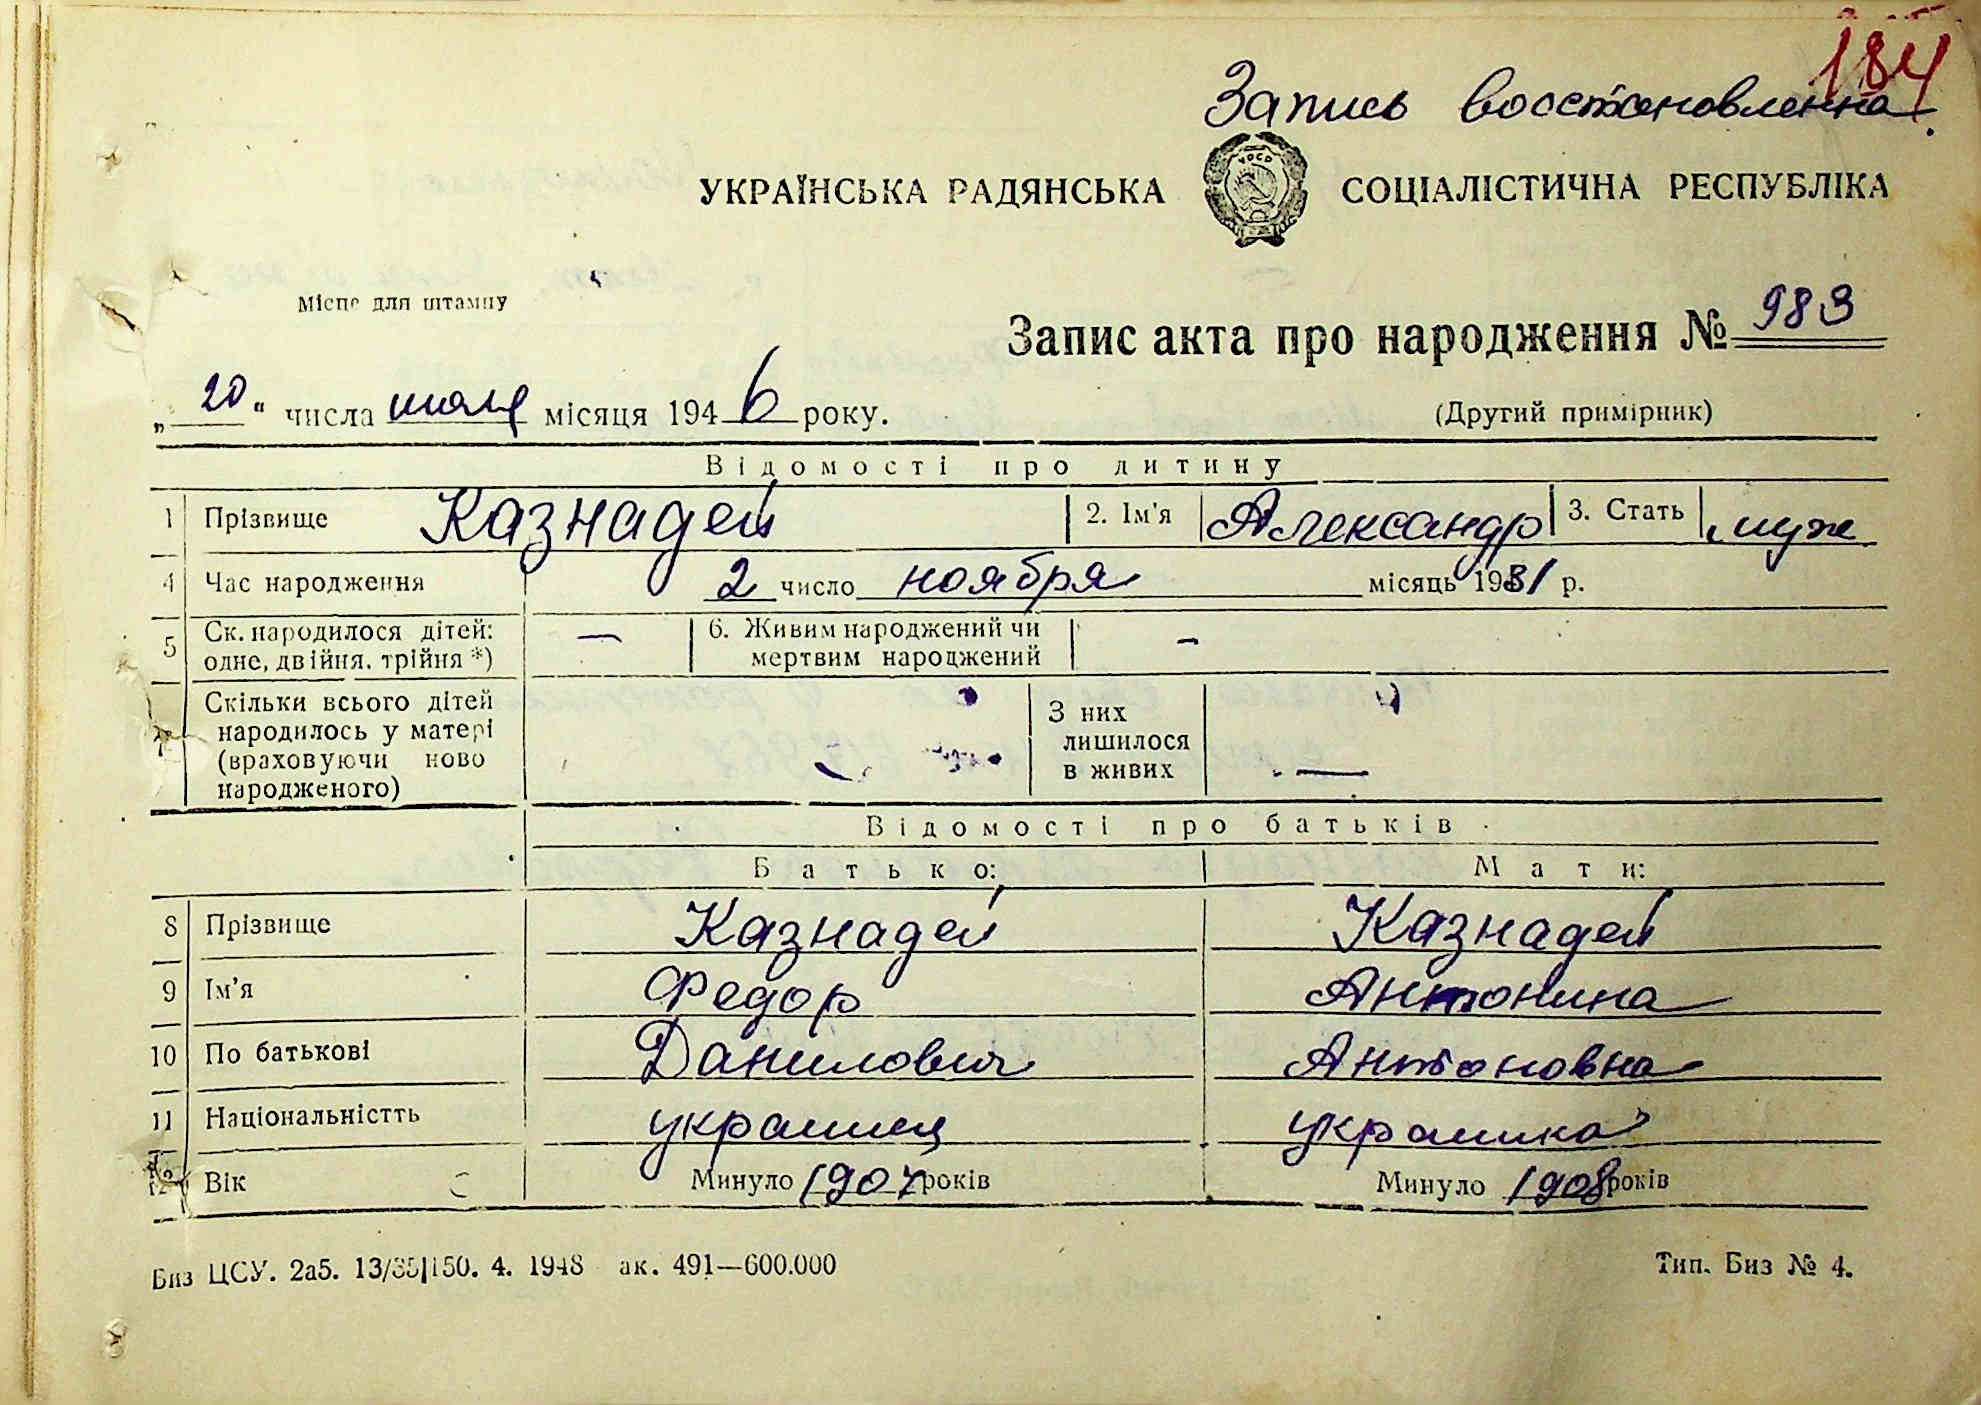 184
Запись восстановленна.
УКРАЇНСЬКА РАДЯНСЬКА СОЦІАЛІСТИЧНА РЕСПУБЛІКА
УРСР
Місце для штампу
Запис акта про народження № 983
„20“ числа июля місяця 1946 року.
(Другий примірник)
Відомості про дитину
1 Прізвище Казнадей 2. Ім'я Александр 3. Стать муж
4 Час народження 2 число ноября місяць 1931 р.
5 Ск. народилося дітей: одне, двійня, трійня *) — 6. Живим народжений чи мертвим народжений -
7 Скільки всього дітей народилось у матері (враховуючи ново народженого) З них лишилося в живих —
Відомості про батьків
Батько: Мати:
8 Прізвище Казнадей Казнадей
9 Ім'я Федор Антонина
10 По батькові Данилович Антоновна
11 Національністть украинец украинка
12 Вік Минуло 1907 років Минуло 1908 років
Биз ЦСУ. 2а5. 13/35|150. 4. 1948 ак. 491—600.000
Тип. Биз № 4.